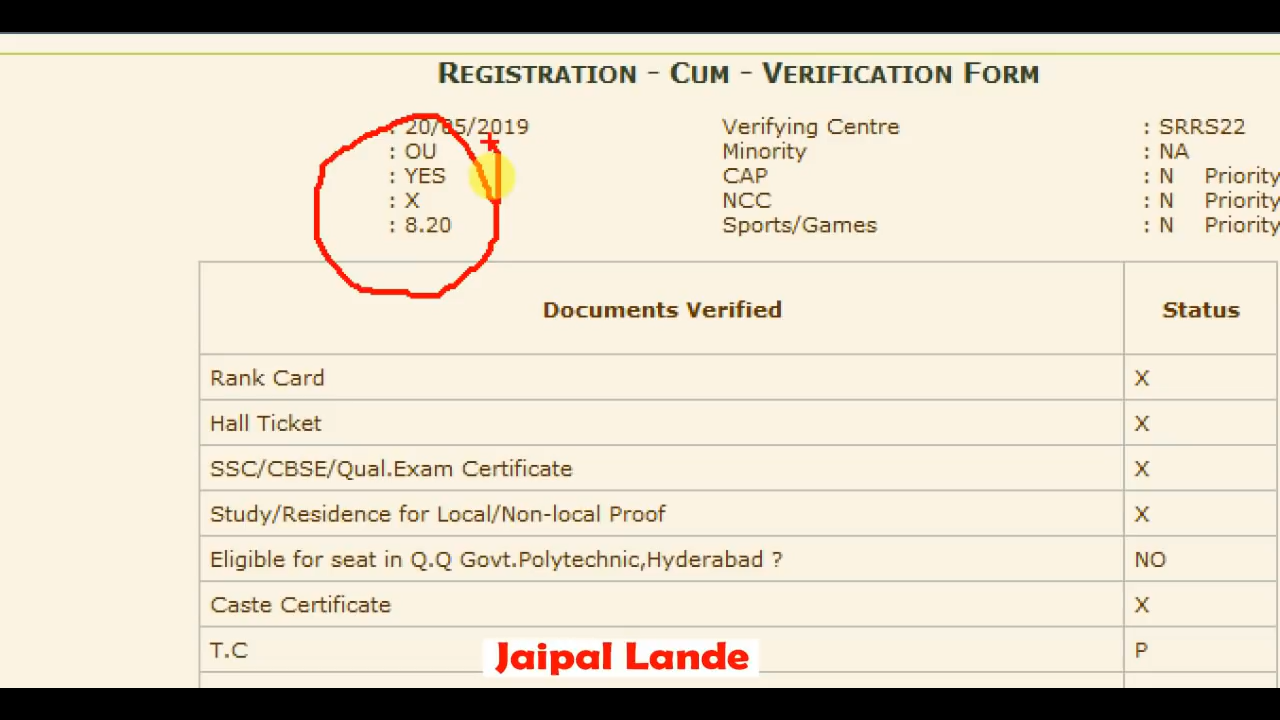 REGISTRATION - CUM - VERIFICATION FORM
: 20/05/2019 Verifying Centre : SRRS22
: OU Minority : NA
: YES CAP : N Priority
: X NCC : N Priority
: 8.20 Sports/Games : N Priority
Documents Verified Status
Rank Card X
Hall Ticket X
SSC/CBSE/Qual.Exam Certificate X
Study/Residence for Local/Non-local Proof X
Eligible for seat in Q.Q Govt.Polytechnic,Hyderabad ? NO
Caste Certificate X
T.C P
Jaipal Lande